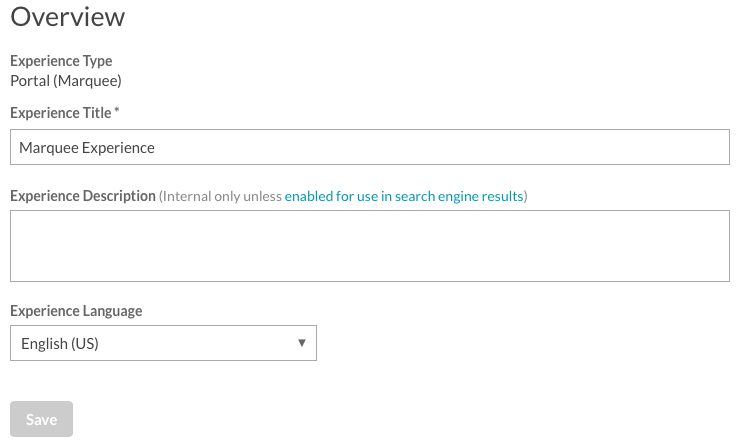 Overview
Experience Type
Portal (Marquee)
Experience Title *
Marquee Experience
Experience Description (Internal only unless enabled for use in search engine results)
Experience Language
English (US)
Save